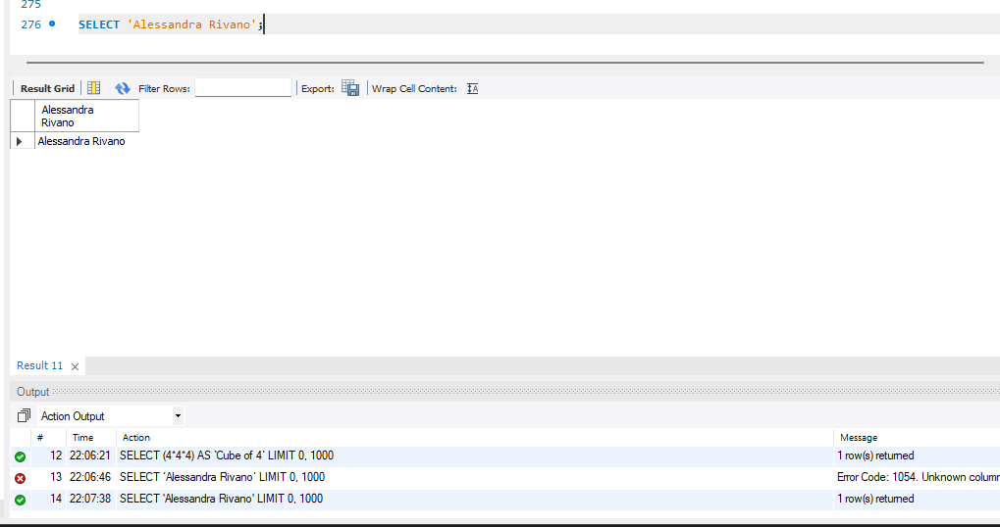 275
276 SELECT 'Alessandra Rivano';
Result Grid Filter Rows: Export: Wrap Cell Content:
Alessandra
Rivano
Alessandra Rivano
Result 11
Output
Action Output
# Time Action Message
12 22:06:21 SELECT (4*4*4) AS `Cube of 4` LIMIT 0, 1000 1 row(s) returned
13 22:06:46 SELECT `Alessandra Rivano` LIMIT 0, 1000 Error Code: 1054. Unknown column
14 22:07:38 SELECT 'Alessandra Rivano' LIMIT 0, 1000 1 row(s) returned